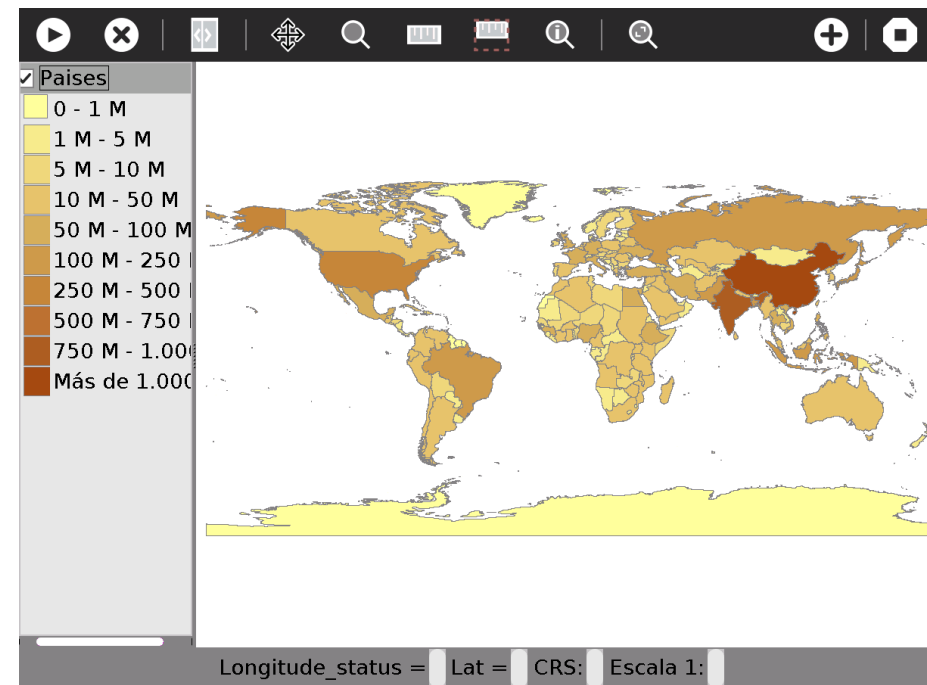 Paises
0 - 1 M
1 M - 5 M
5 M - 10 M
10 M - 50 M
50 M - 100 M
100 M - 250
250 M - 500
500 M - 750
750 M - 1.00
Más de 1.000
Longitude_status = Lat = CRS: Escala 1: